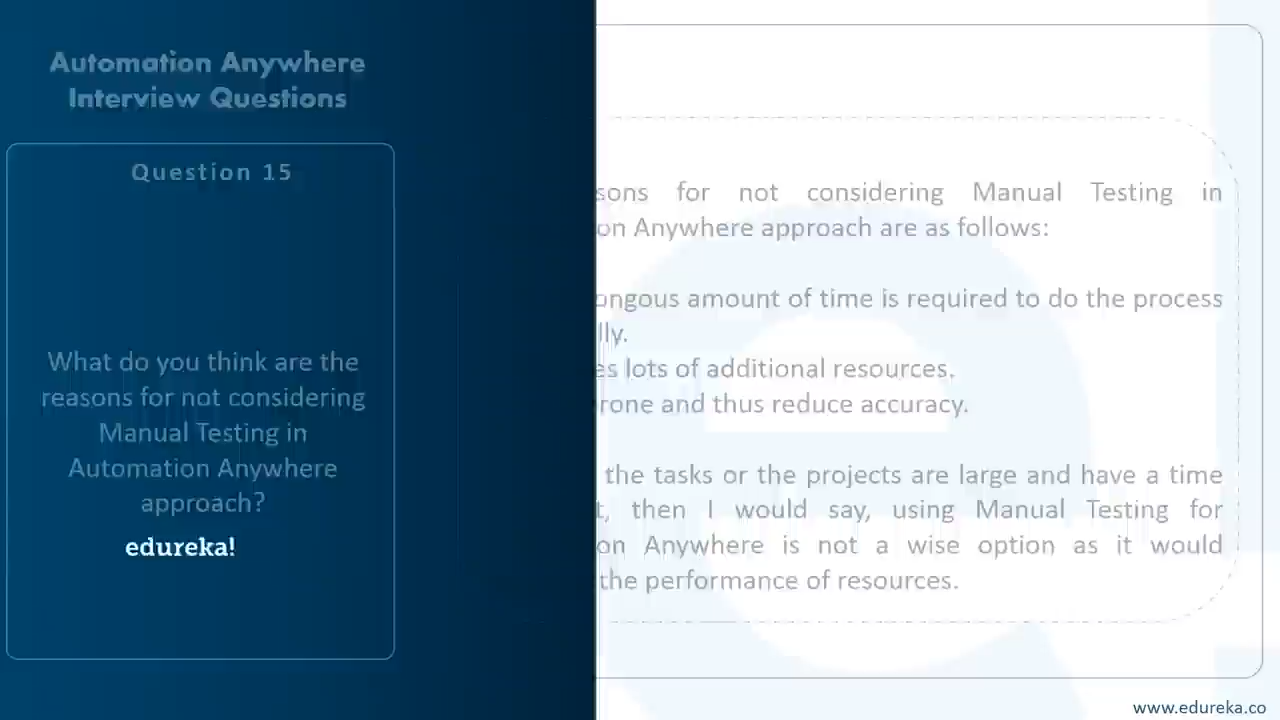 Automation Anywhere
Interview Questions
Question 15
What do you think are the
reasons for not considering
Manual Testing in
Automation Anywhere
approach?
edureka!
sons for not considering Manual Testing in
on Anywhere approach are as follows:
ongous amount of time is required to do the process
lly.
es lots of additional resources.
rone and thus reduce accuracy.
the tasks or the projects are large and have a time
t, then I would say, using Manual Testing for
on Anywhere is not a wise option as it would
the performance of resources.
www.edureka.co